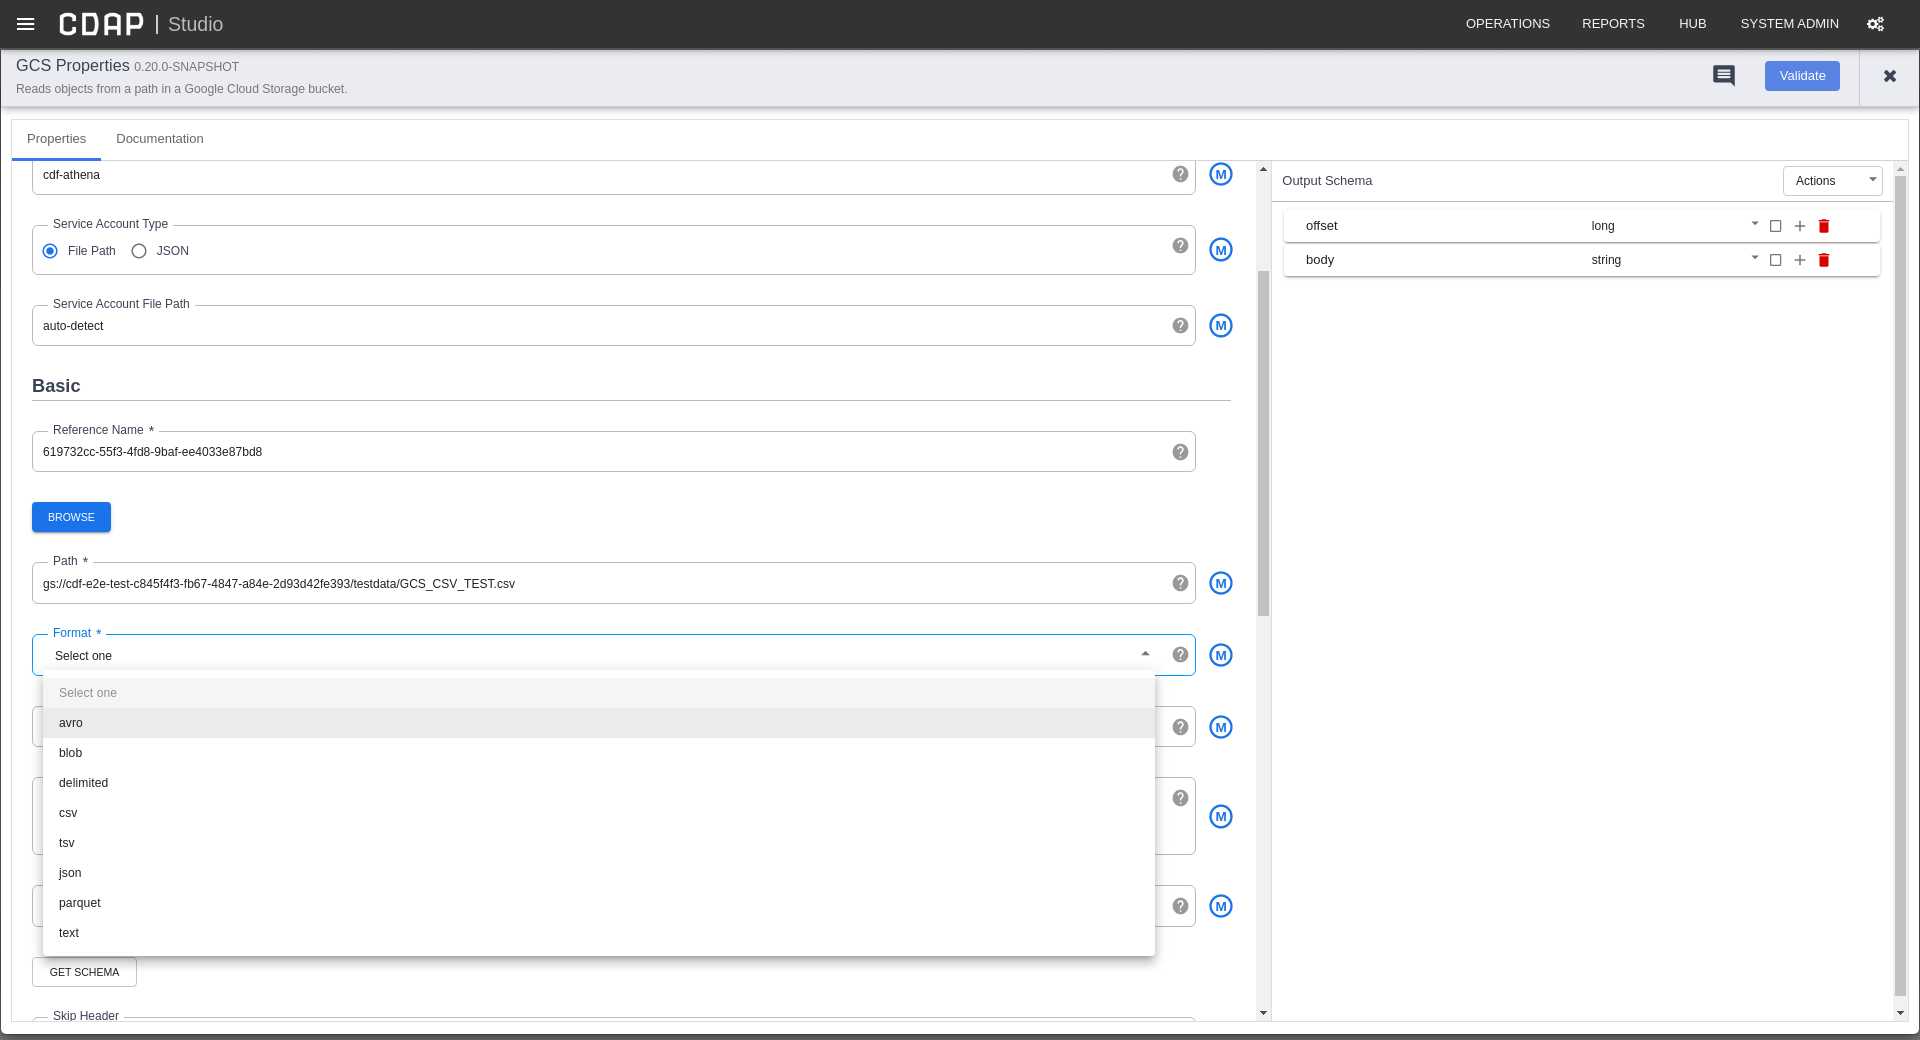 CDAP | Studio OPERATIONS REPORTS HUB SYSTEM ADMIN
GCS Properties 0.20.0-SNAPSHOT
Reads objects from a path in a Google Cloud Storage bucket.
Validate
Properties Documentation
cdf-athena
M
Service Account Type
File Path JSON
M
Service Account File Path
auto-detect
M
Basic
Reference Name *
619732cc-55f3-4fd8-9baf-ee4033e87bd8
BROWSE
Path *
gs://cdf-e2e-test-c845f4f3-fb67-4847-a84e-2d93d42fe393/testdata/GCS_CSV_TEST.csv
M
Format *
Select one
M
Select one
avro
M
blob
delimited
csv
M
tsv
json
parquet
M
text
GET SCHEMA
Skip Header
Output Schema
Actions
offset long
body string